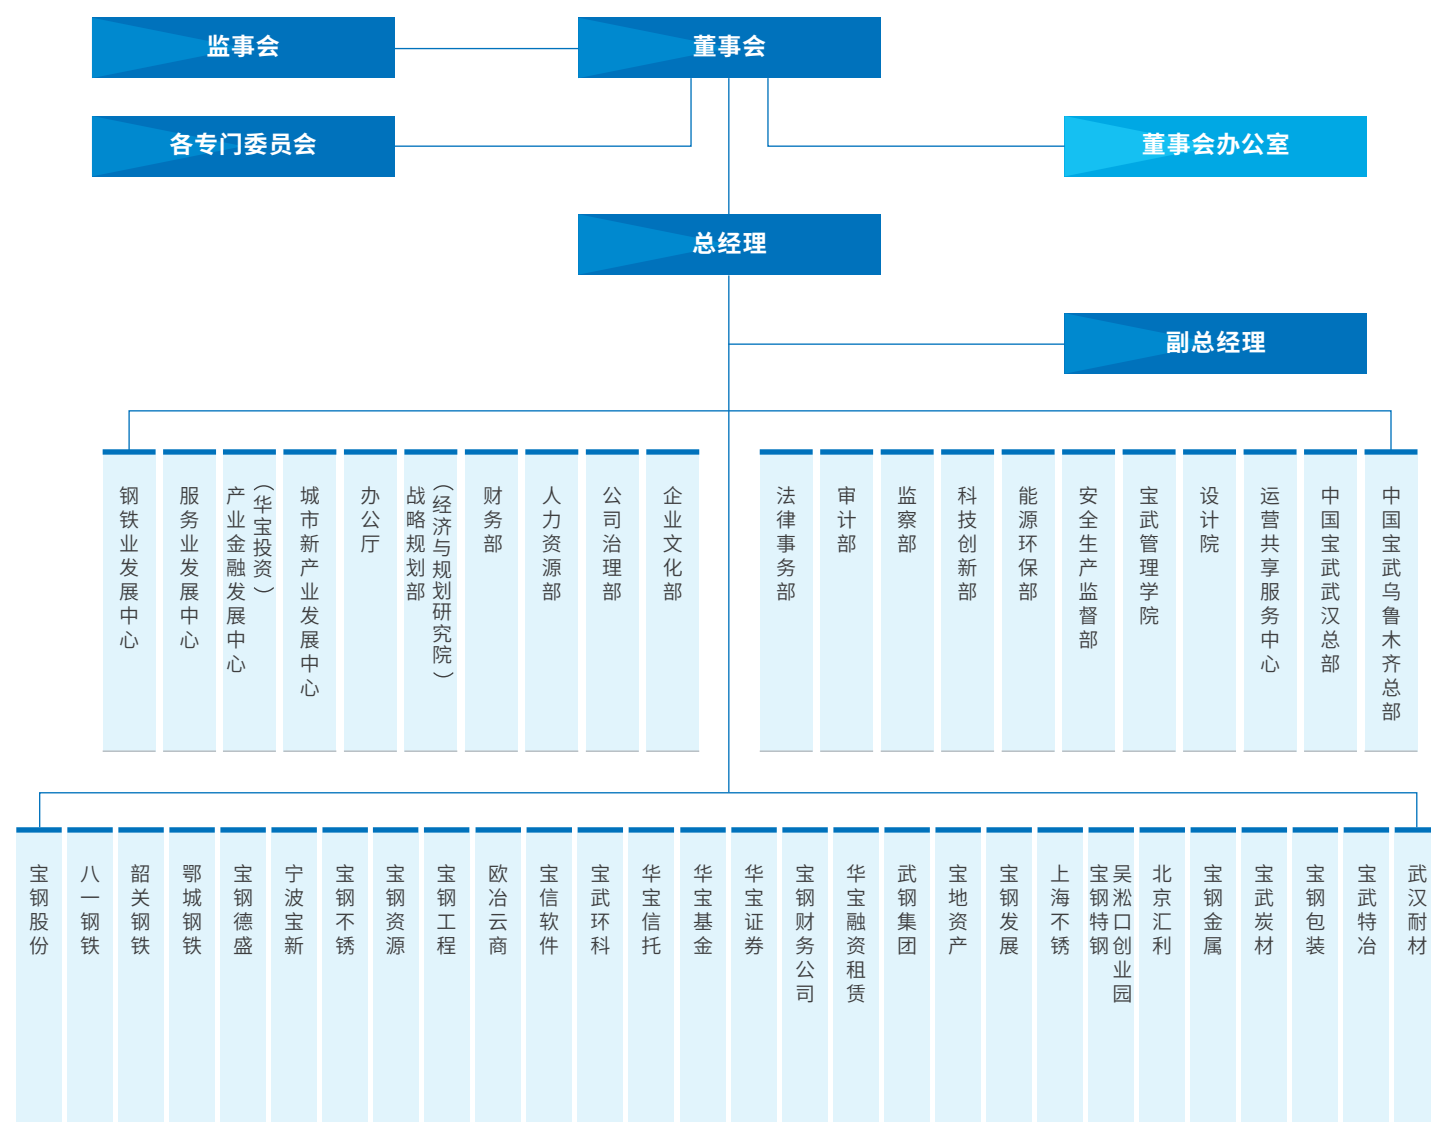 监事会
董事会
各专门委员会
董事会办公室
总经理
副总经理
钢铁业发展中心
服务业发展中心
产业金融发展中心
（华宝投资）
城市新产业发展中心
办公厅
战略规划部
（经济与规划研究院）
财务部
人力资源部
公司治理部
企业文化部
法律事务部
审计部
监察部
科技创新部
能源环保部
安全生产监督部
宝武管理学院
设计院
运营共享服务中心
中国宝武武汉总部
中国宝武乌鲁木齐总部
宝钢股份
八一钢铁
韶关钢铁
鄂城钢铁
宝钢德盛
宁波宝新
宝钢不锈
宝钢资源
宝钢工程
欧冶云商
宝信软件
宝武环科
华宝信托
华宝基金
华宝证券
宝钢财务公司
华宝融资租赁
武钢集团
宝地资产
宝钢发展
上海不锈
宝钢特钢
吴淞口创业园
北京汇利
宝钢金属
宝武炭材
宝钢包装
宝武特冶
武汉耐材